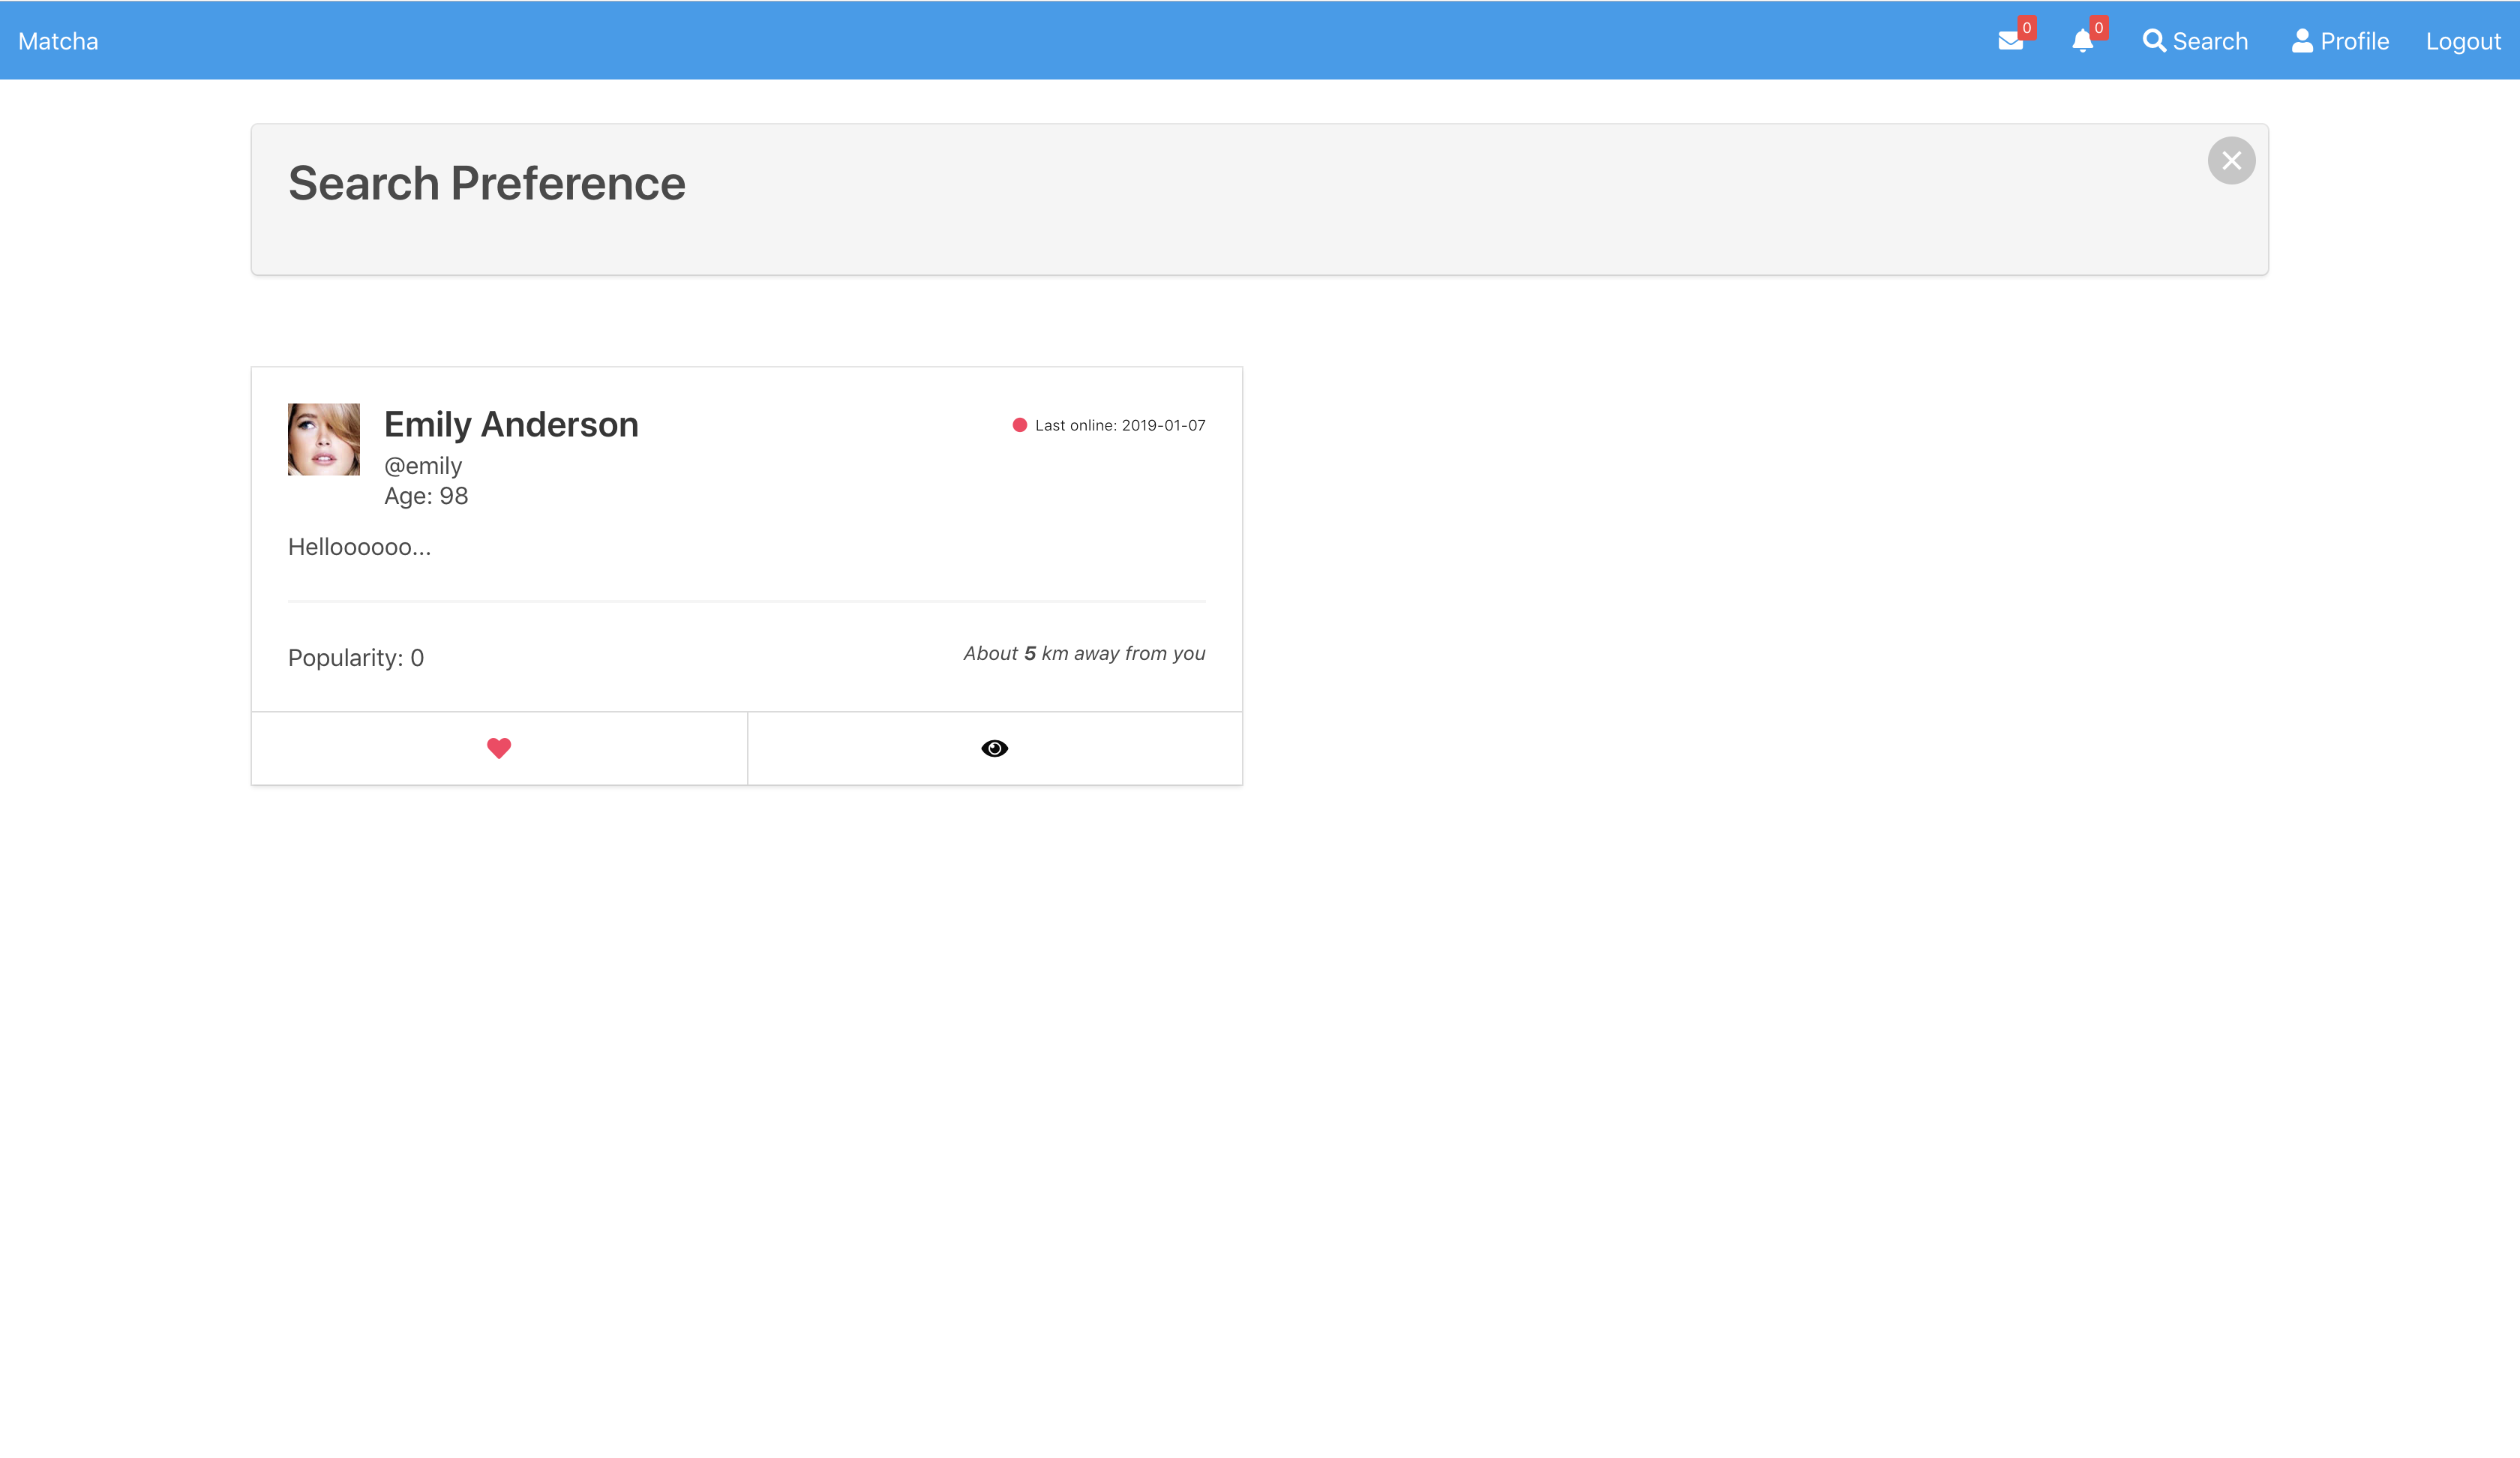 Matcha
0
0
Search
Profile
Logout
Search Preference
Emily Anderson
Last online: 2019-01-07
@emily
Age: 98
Helloooooo...
Popularity: 0
About 5 km away from you